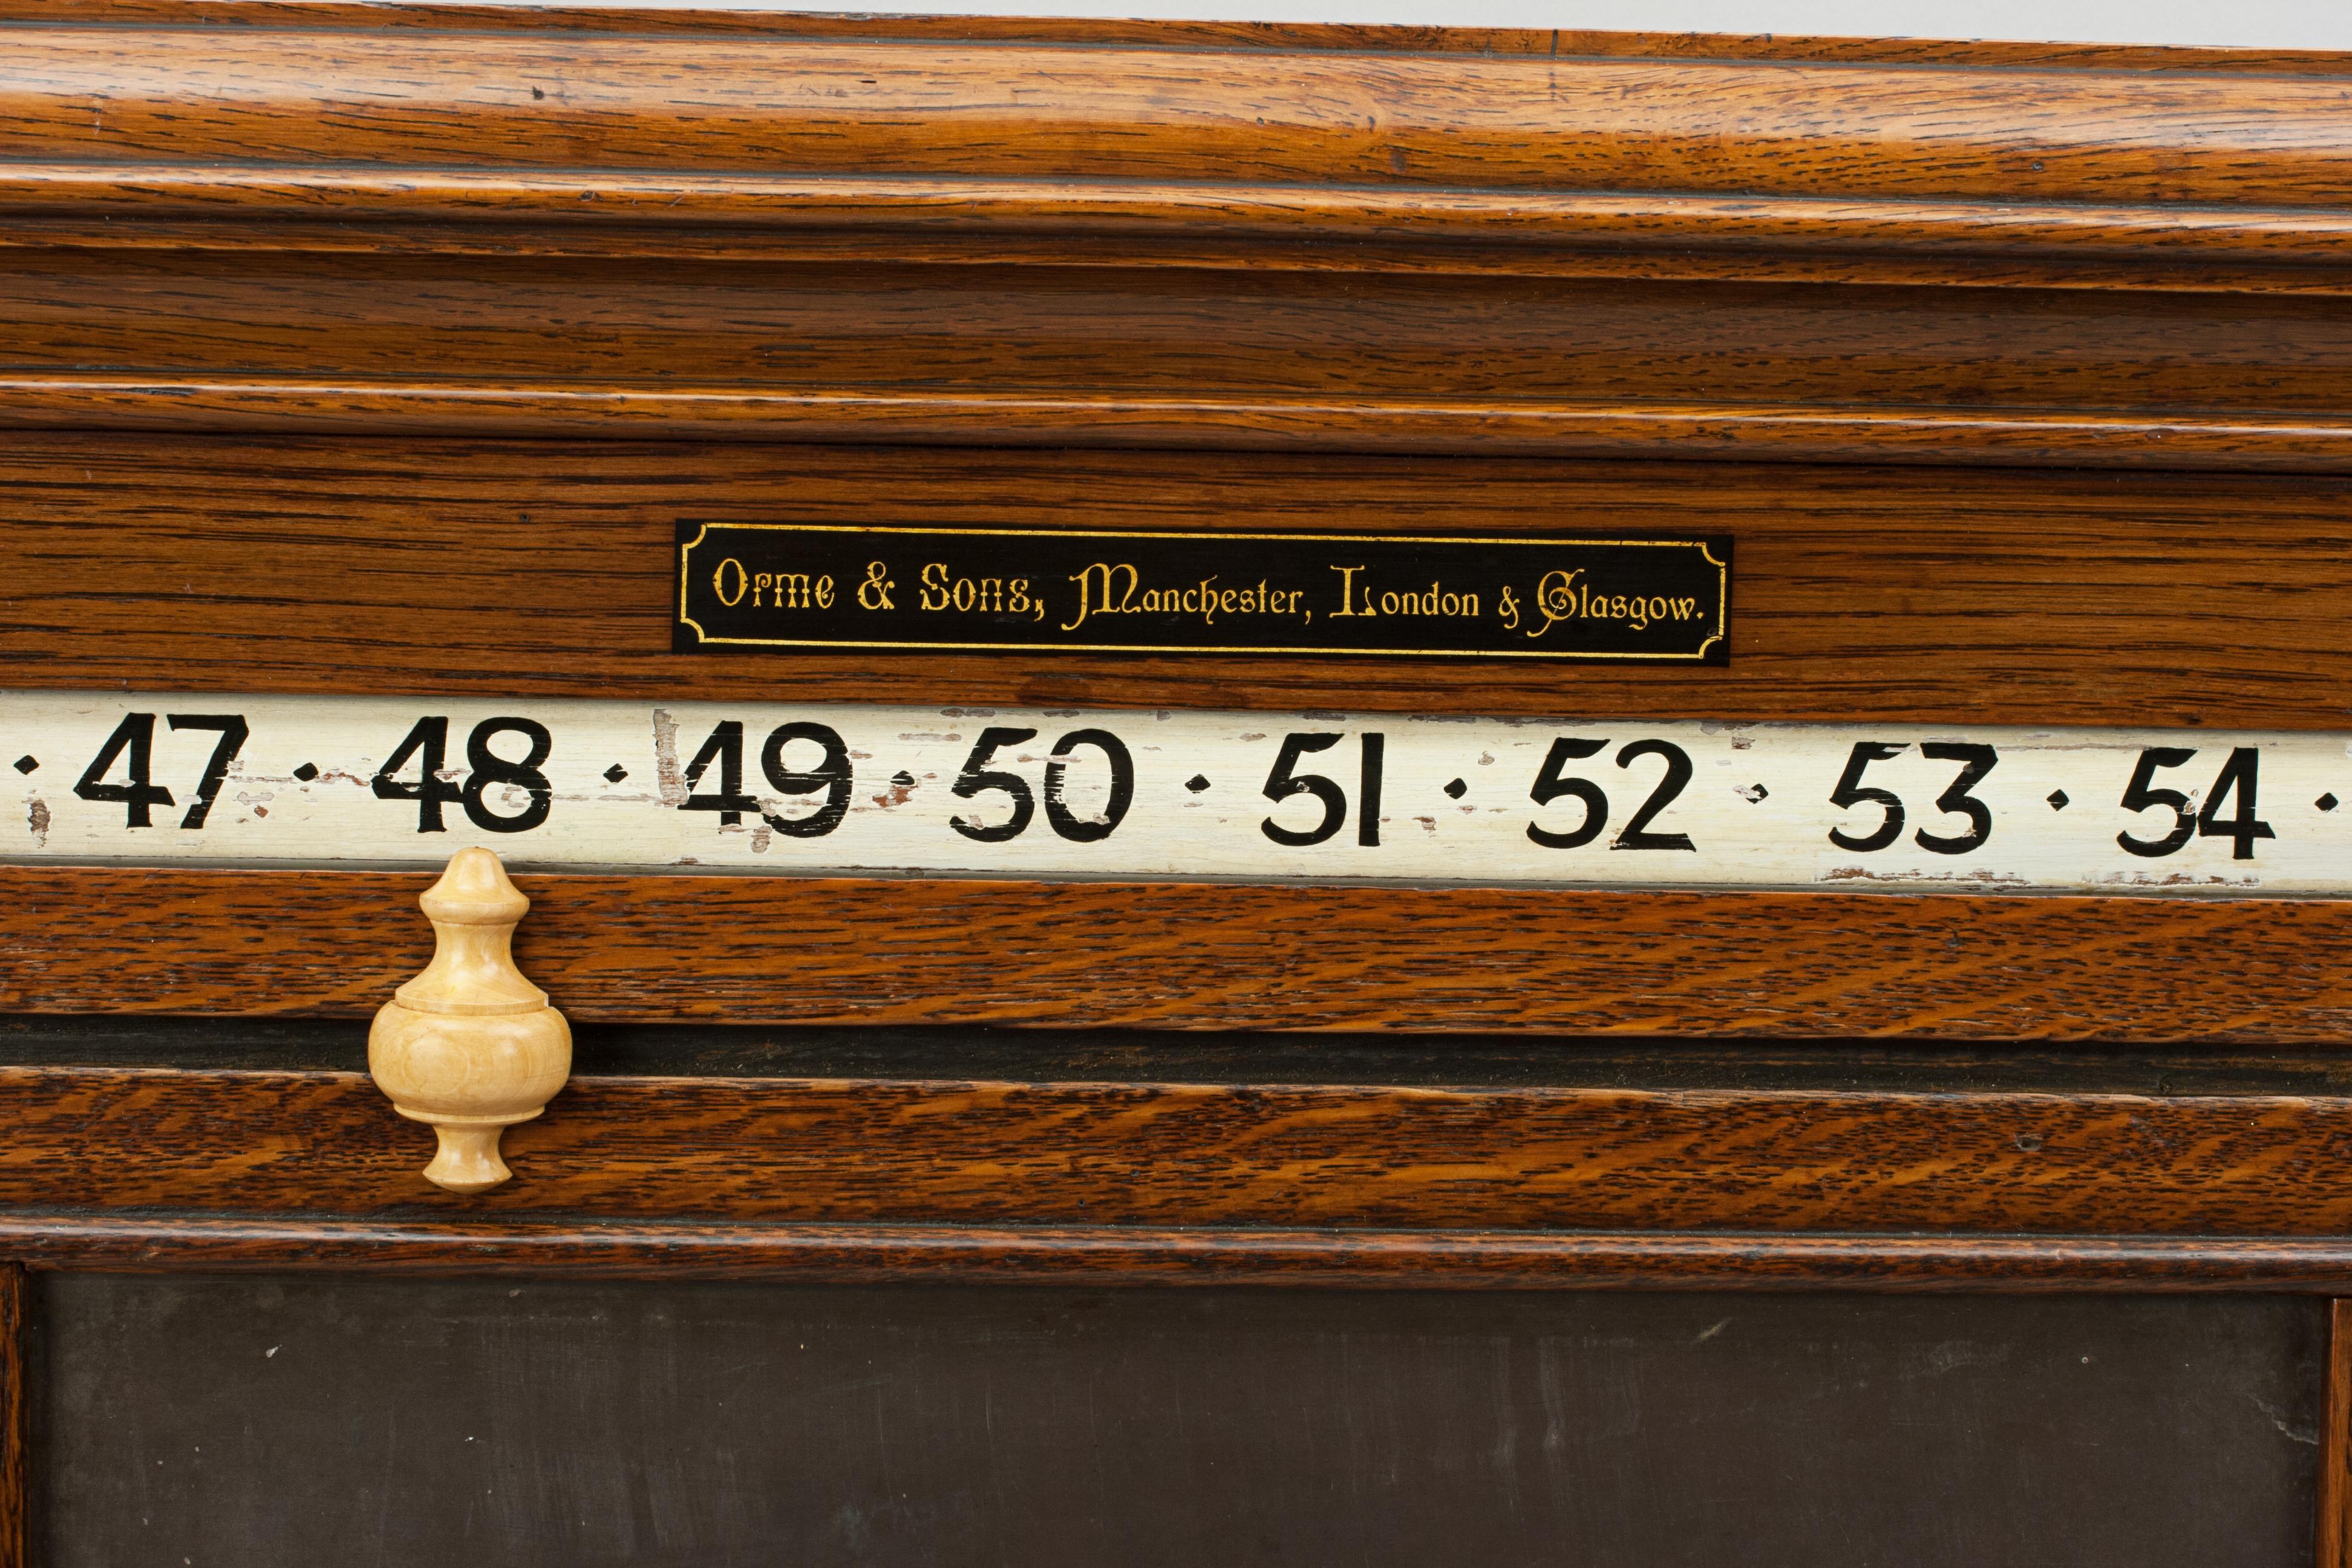 Orme & Sons, Manchester, London & Glasgow.
· 47 · 48 · 49 · 50 · 51 · 52 · 53 · 54 ·